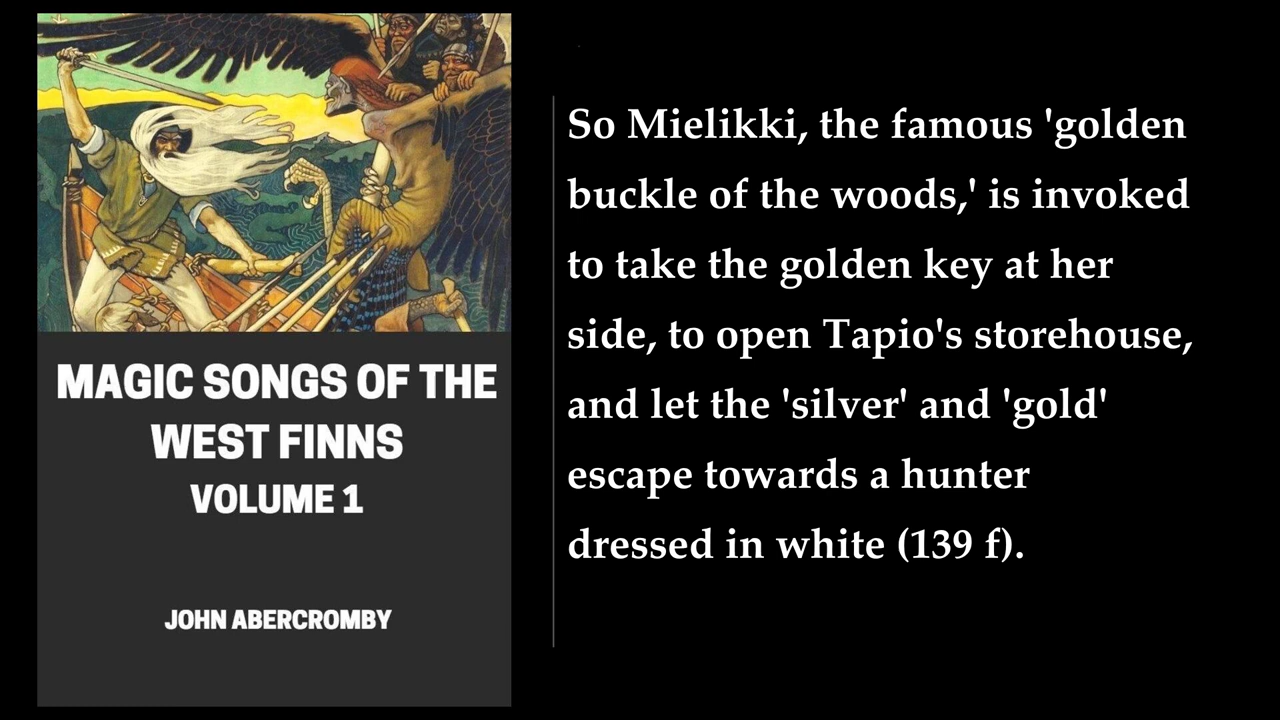 MAGIC SONGS OF THE
WEST FINNS
VOLUME 1
JOHN ABERCROMBY
So Mielikki, the famous 'golden
buckle of the woods,' is invoked
to take the golden key at her
side, to open Tapio's storehouse,
and let the 'silver' and 'gold'
escape towards a hunter
dressed in white (139 f).